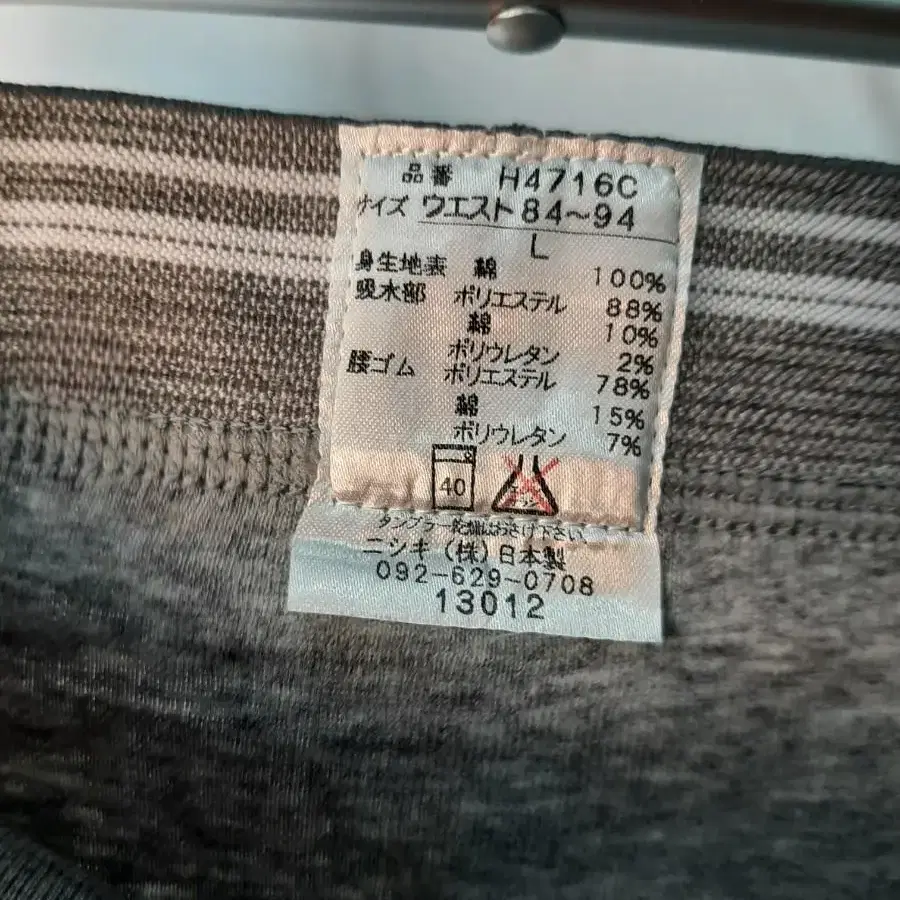 品番 H4716C
サイズ ウエスト84〜94
L
身生地表 綿 100%
吸水部 ポリエステル 88%
綿 10%
ポリウレタン 2%
腰ゴム ポリエステル 78%
綿 15%
ポリウレタン 7%
40
タンブラー乾燥はおさけ下さい
ニシキ(株)日本製
092-629-0708
13012